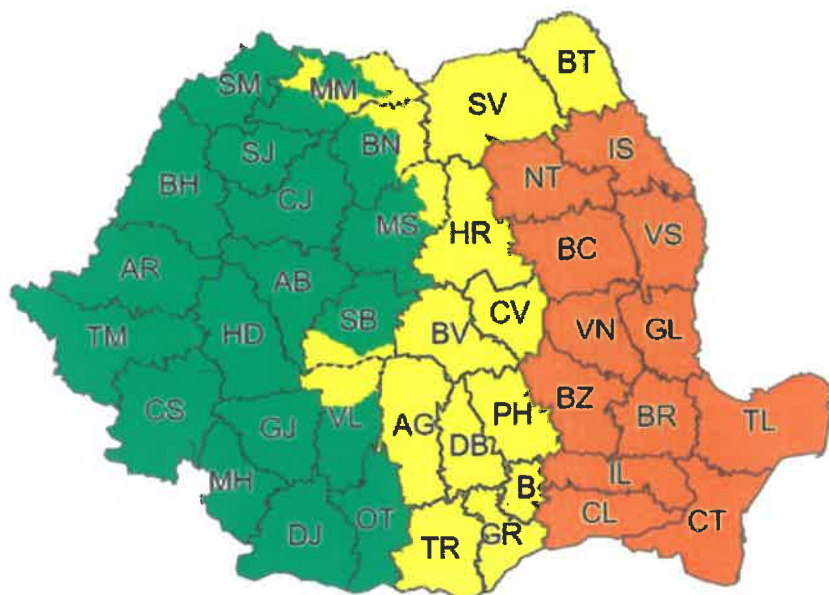 BT
SM MM SV
SJ BN IS
BH CJ NT
MS HR BC VS
AR AB
SB CV
TM HD BV VN GL
CS VL AG PH BZ BR TL
GJ DB
MH B IL
DJ OT TR GR CL CT